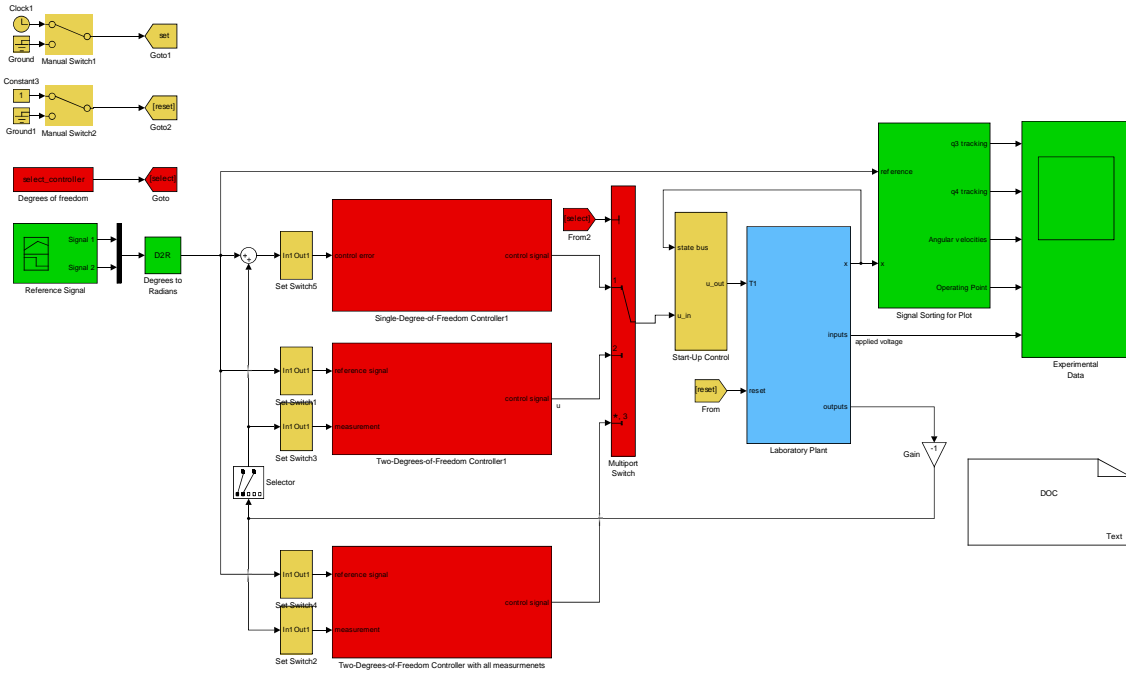 Clock1
set
Ground
Manual Switch1
Goto1
Constant3
1
[reset]
Ground1
Manual Switch2
Goto2
select_controller
[select]
Degrees of freedom
Goto
Signal 1
Signal 2
Reference Signal
D2R
Degrees to
Radians
In1 Out1
Set Switch5
control error
control signal
Single-Degree-of-Freedom Controller1
In1 Out1
Set Switch1
reference signal
control signal
u
In1 Out1
Set Switch3
measurment
Two-Degrees-of-Freedom Controller1
Selector
In1 Out1
Set Switch4
reference signal
control signal
In1 Out1
Set Switch2
measurment
Two-Degrees-of-Freedom Controller with all measurmenets
[select]
From2
1
2
*, 3
Multiport
Switch
state bus
u_out
u_in
Start-Up Control
[reset]
From
T1
x
inputs
reset
outputs
Laboratory Plant
applied voltage
-1
Gain
reference
x
q3 tracking
q4 tracking
Angular velocities
Operating Point
Signal Sorting for Plot
Experimental
Data
DOC
Text